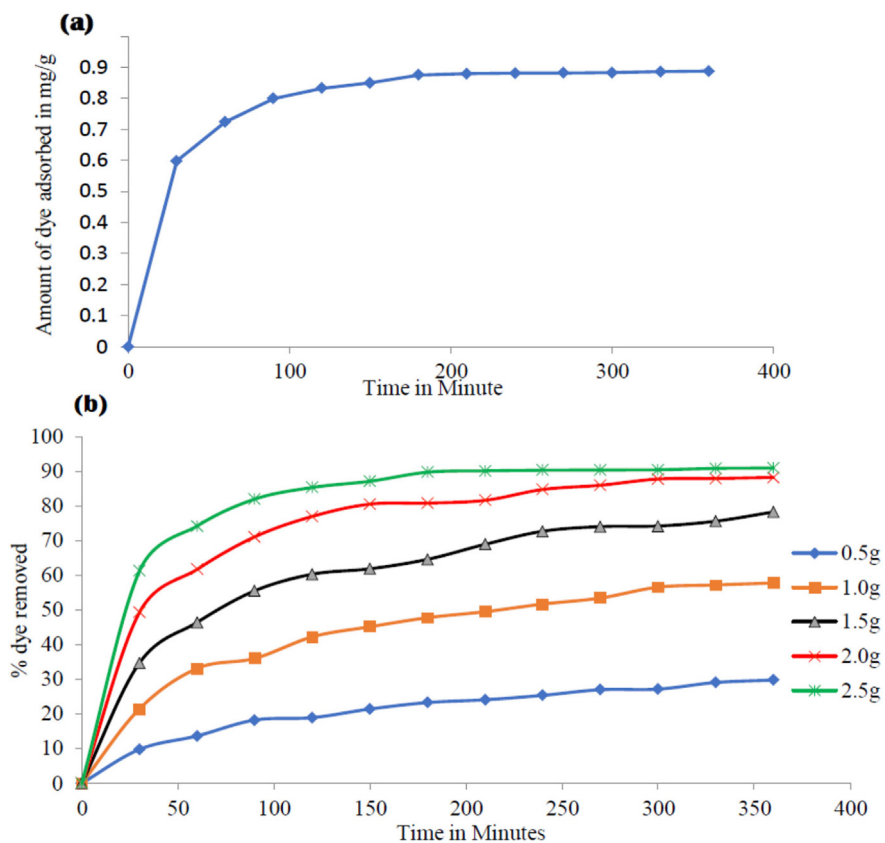 (a)
Amount of dye adsorbed in mg/g
0.9
0.8
0.7
0.6
0.5
0.4
0.3
0.2
0.1
0
0 100 200 300 400
Time in Minute
(b)
% dye removed
100
90
80
70
60
50
40
30
20
10
0
0 50 100 150 200 250 300 350 400
Time in Minutes
0.5g
1.0g
1.5g
2.0g
2.5g